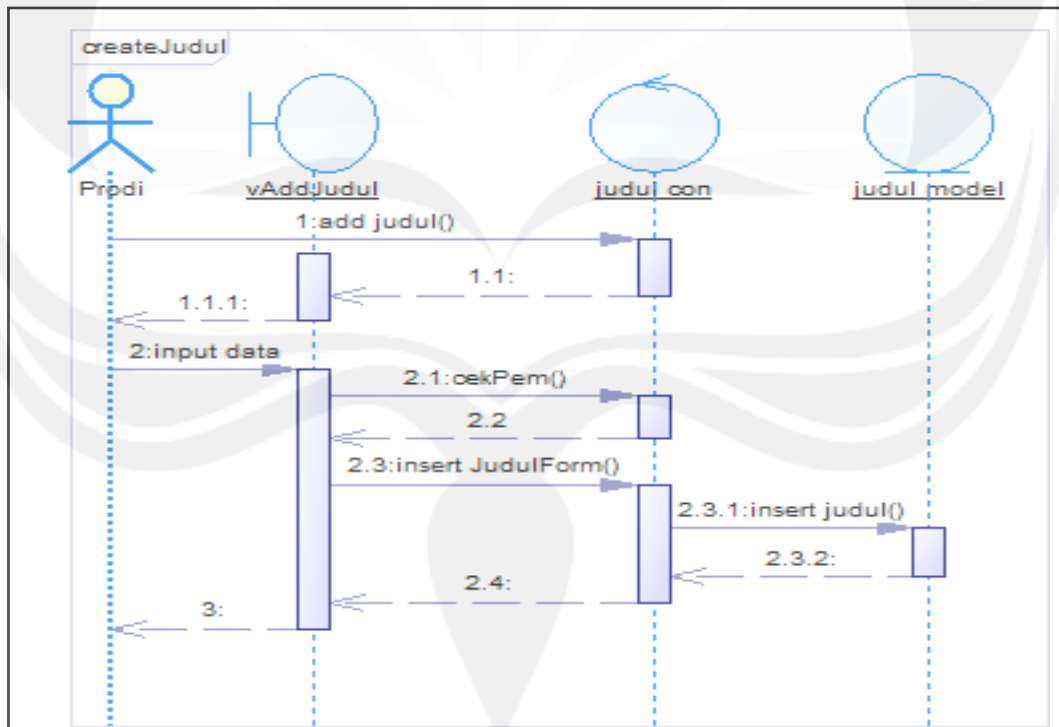 createJudul
Prodi
vAddJudul
judul con
judul model
1:add judul()
1.1:
1.1.1:
2:input data
2.1:cekPem()
2.2
2.3:insert JudulForm()
2.3.1:insert judul()
2.3.2:
2.4:
3: